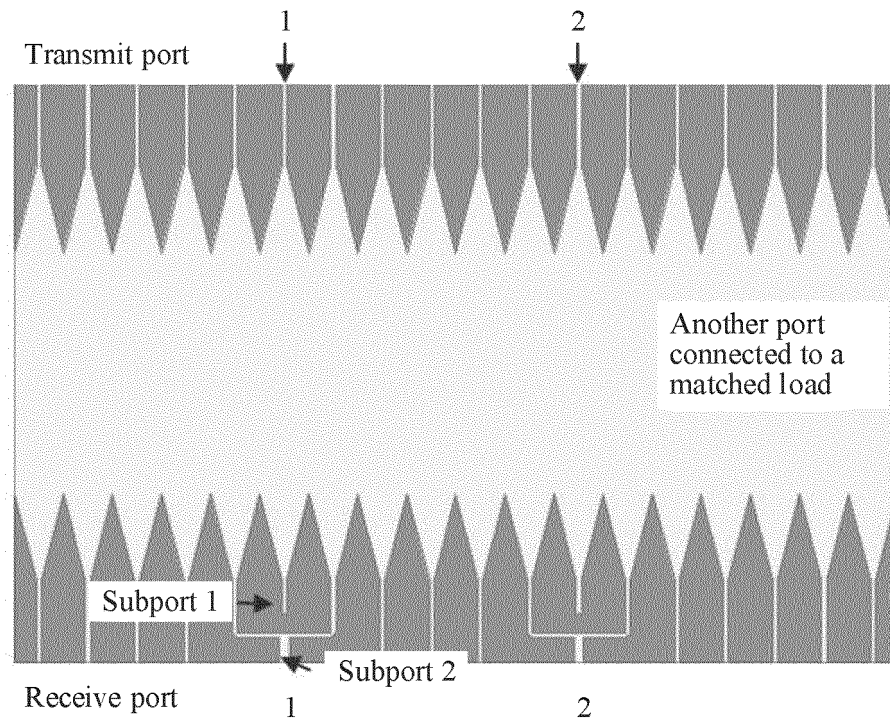 1
2
Transmit port
Another port
connected to a
matched load
Subport 1
Subport 2
Receive port
1
2